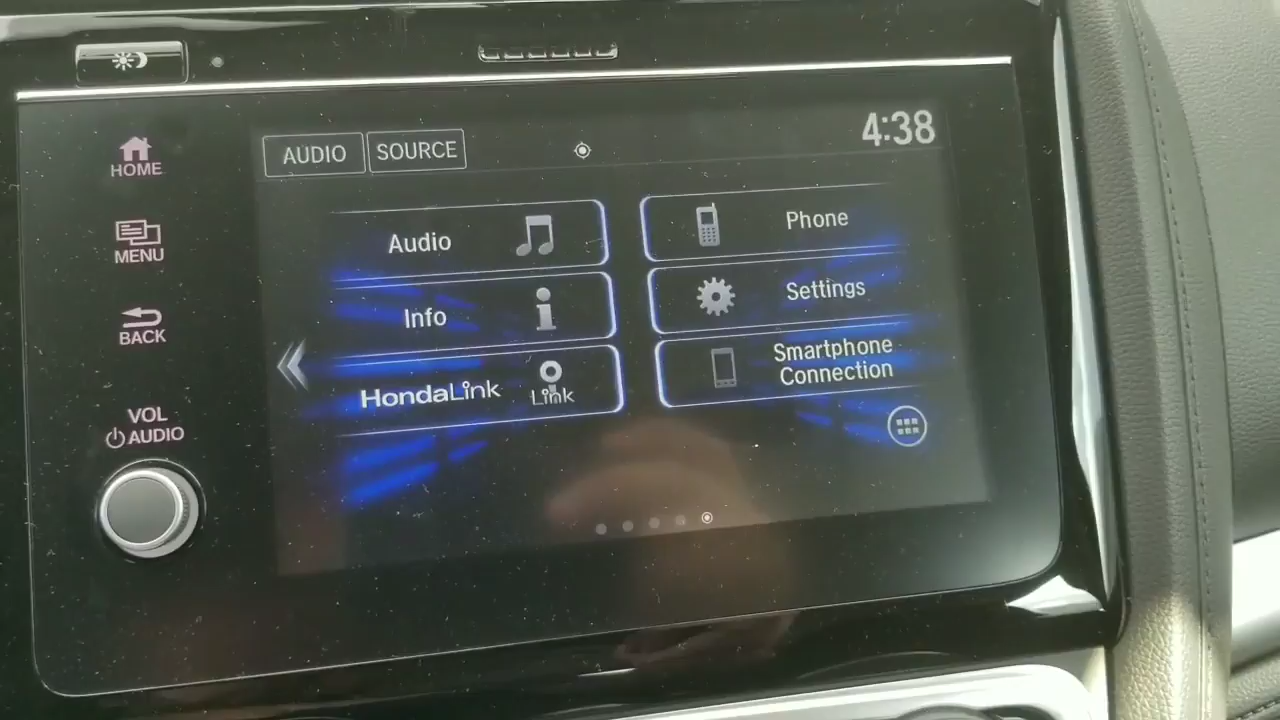 HOME
MENU
BACK
VOL
AUDIO
AUDIO SOURCE
4:38
Audio
Phone
Info
Settings
HondaLink
Link
Smartphone
Connection